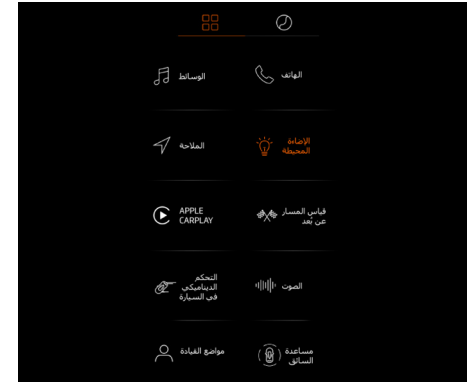 الهاتف
الوسائط
الإضاءة
المحيطة
الملاحة
قياس المسار
عن بُعد
APPLE
CARPLAY
الصوت
التحكم
الديناميكي
في السيارة
مساعدة
السائق
مواضع القيادة